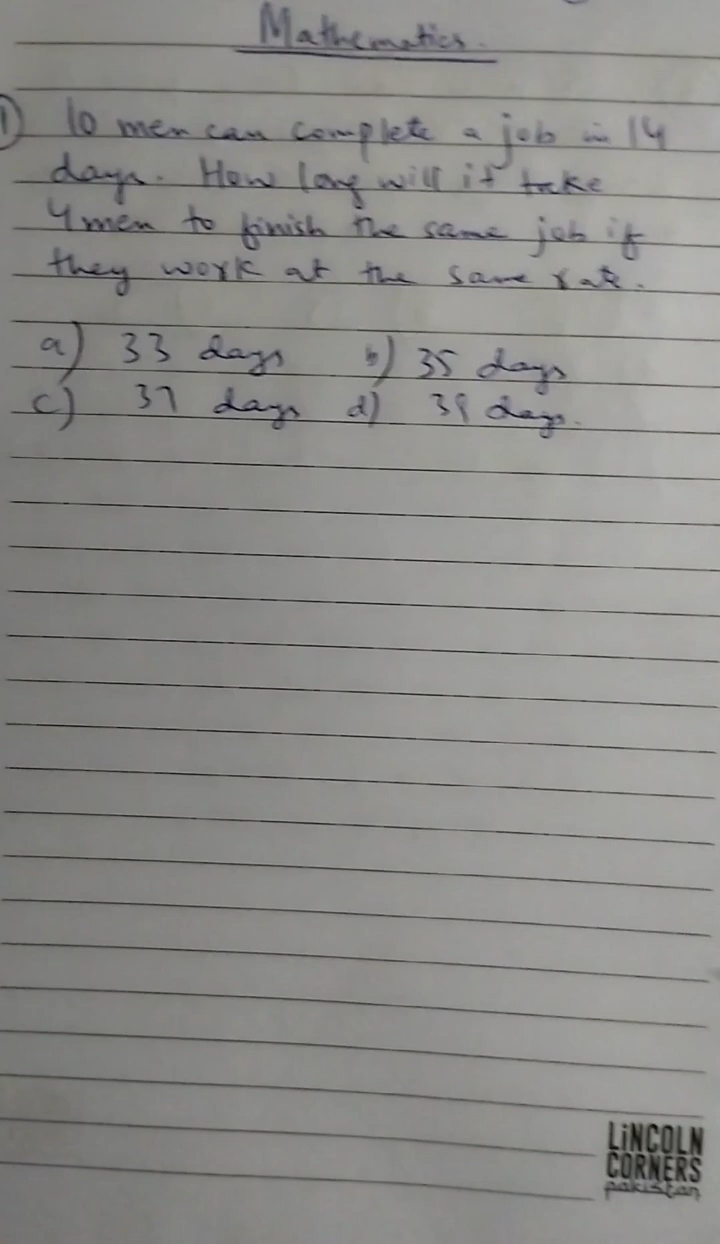 Mathematics.
1) 10 men can complete a job in 14
days. How long will it take
4 men to finish the same job if
they work at the same rate.
a) 33 days b) 35 days
c) 37 days d) 39 days.
LiNCOLN
CORNERS
pakistan